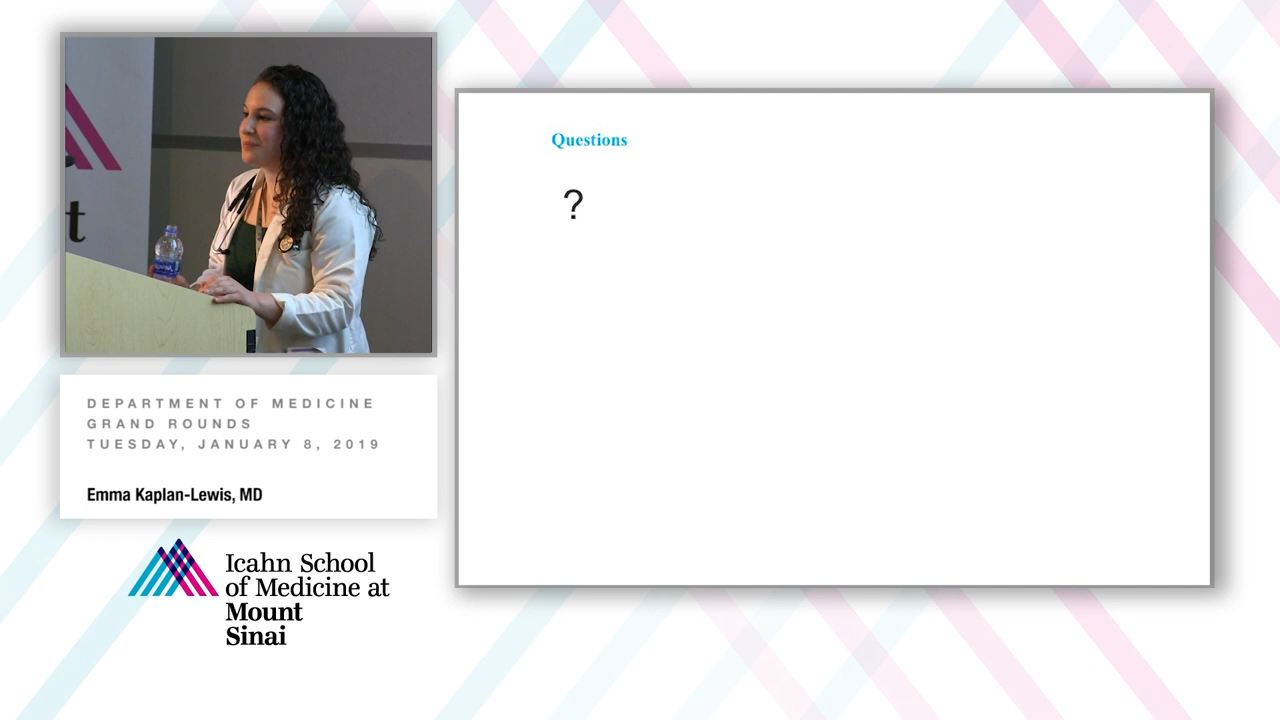 t
DEPARTMENT OF MEDICINE
GRAND ROUNDS
TUESDAY, JANUARY 8, 2019
Emma Kaplan-Lewis, MD
Icahn School
of Medicine at
Mount
Sinai
Questions
?